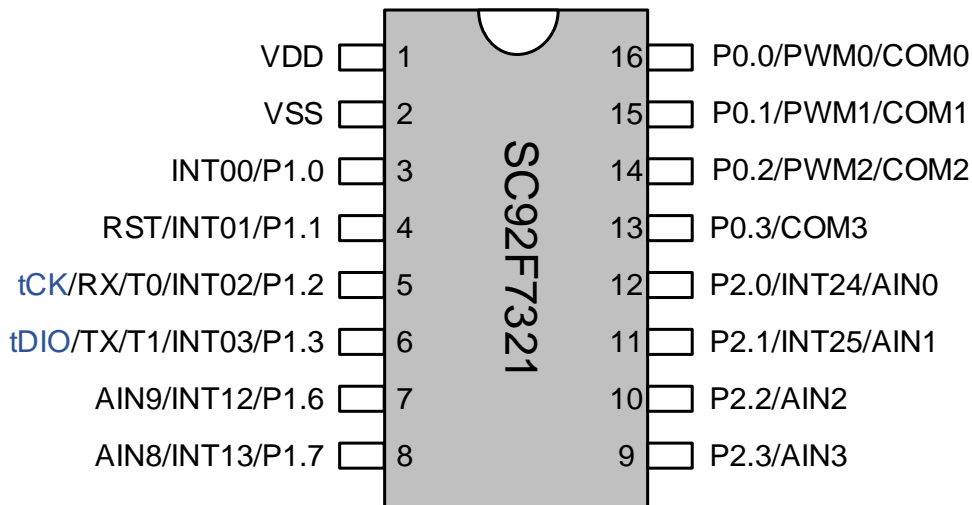 VDD 1 16 P0.0/PWM0/COM0
VSS 2 15 P0.1/PWM1/COM1
INT00/P1.0 3 14 P0.2/PWM2/COM2
RST/INT01/P1.1 4 13 P0.3/COM3
tCK/RX/T0/INT02/P1.2 5 12 P2.0/INT24/AIN0
tDIO/TX/T1/INT03/P1.3 6 11 P2.1/INT25/AIN1
AIN9/INT12/P1.6 7 10 P2.2/AIN2
AIN8/INT13/P1.7 8 9 P2.3/AIN3
SC92F7321